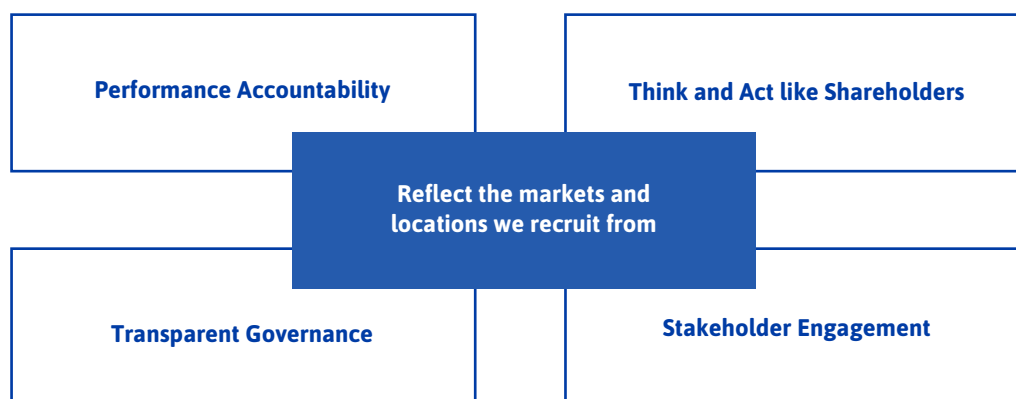 Performance Accountability
Think and Act like Shareholders
Reflect the markets and
locations we recruit from
Transparent Governance
Stakeholder Engagement